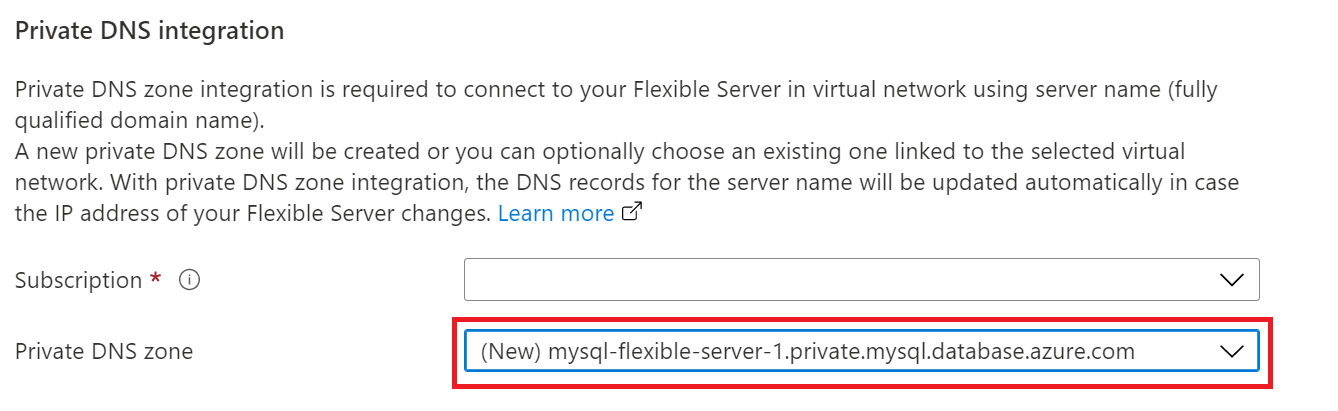 Private DNS integration
Private DNS zone integration is required to connect to your Flexible Server in virtual network using server name (fully
qualified domain name).
A new private DNS zone will be created or you can optionally choose an existing one linked to the selected virtual
network. With private DNS zone integration, the DNS records for the server name will be updated automatically in case
the IP address of your Flexible Server changes. Learn more
Subscription *
Private DNS zone (New) mysql-flexible-server-1.private.mysql.database.azure.com